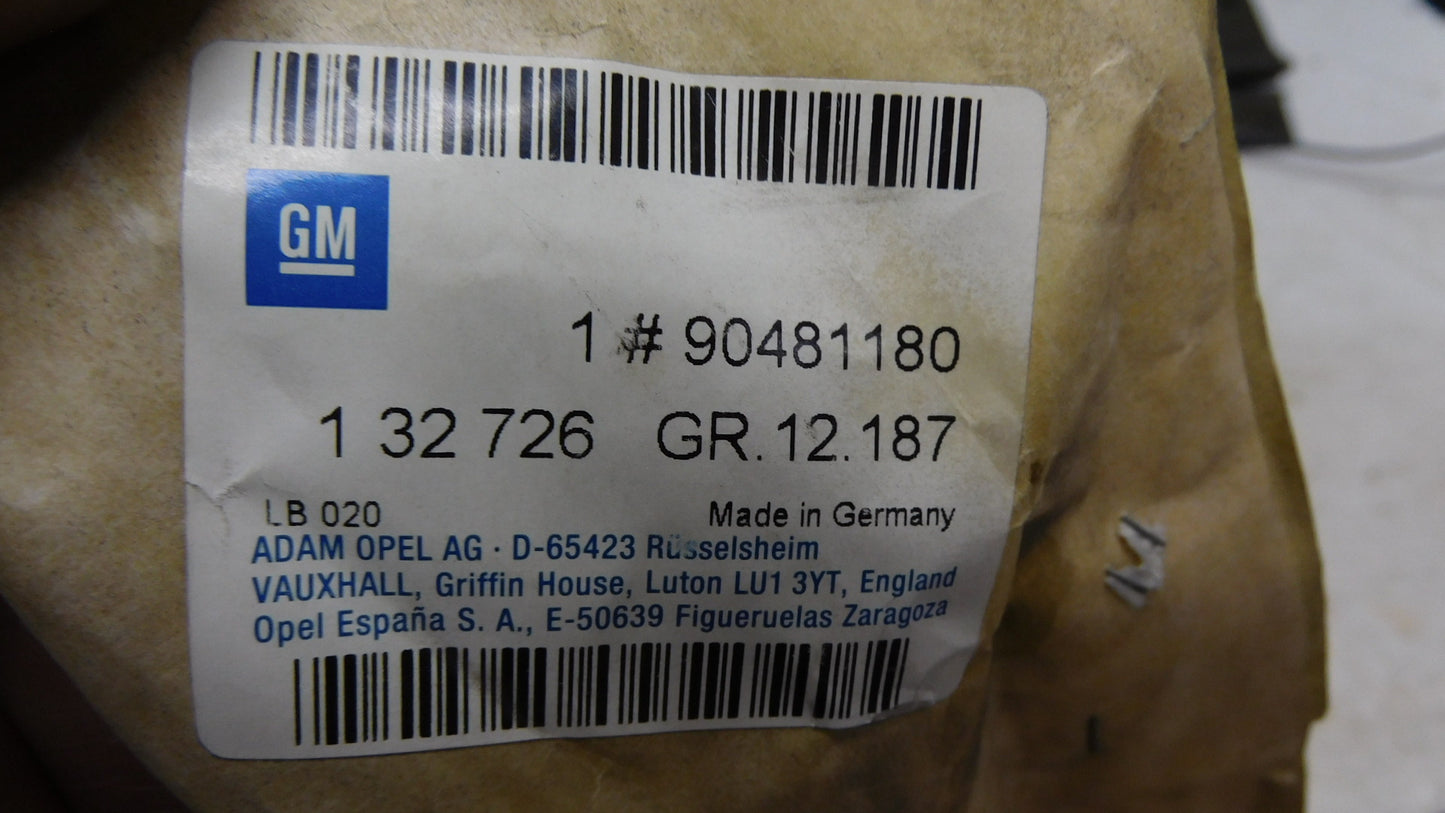 GM
1 # 90481180
1 32 726 GR. 12. 187
LB 020 Made in Germany
ADAM OPEL AG · D-65423 Rüsselsheim
VAUXHALL, Griffin House, Luton LU1 3YT, England
Opel España S. A., E-50639 Figueruelas Zaragoza